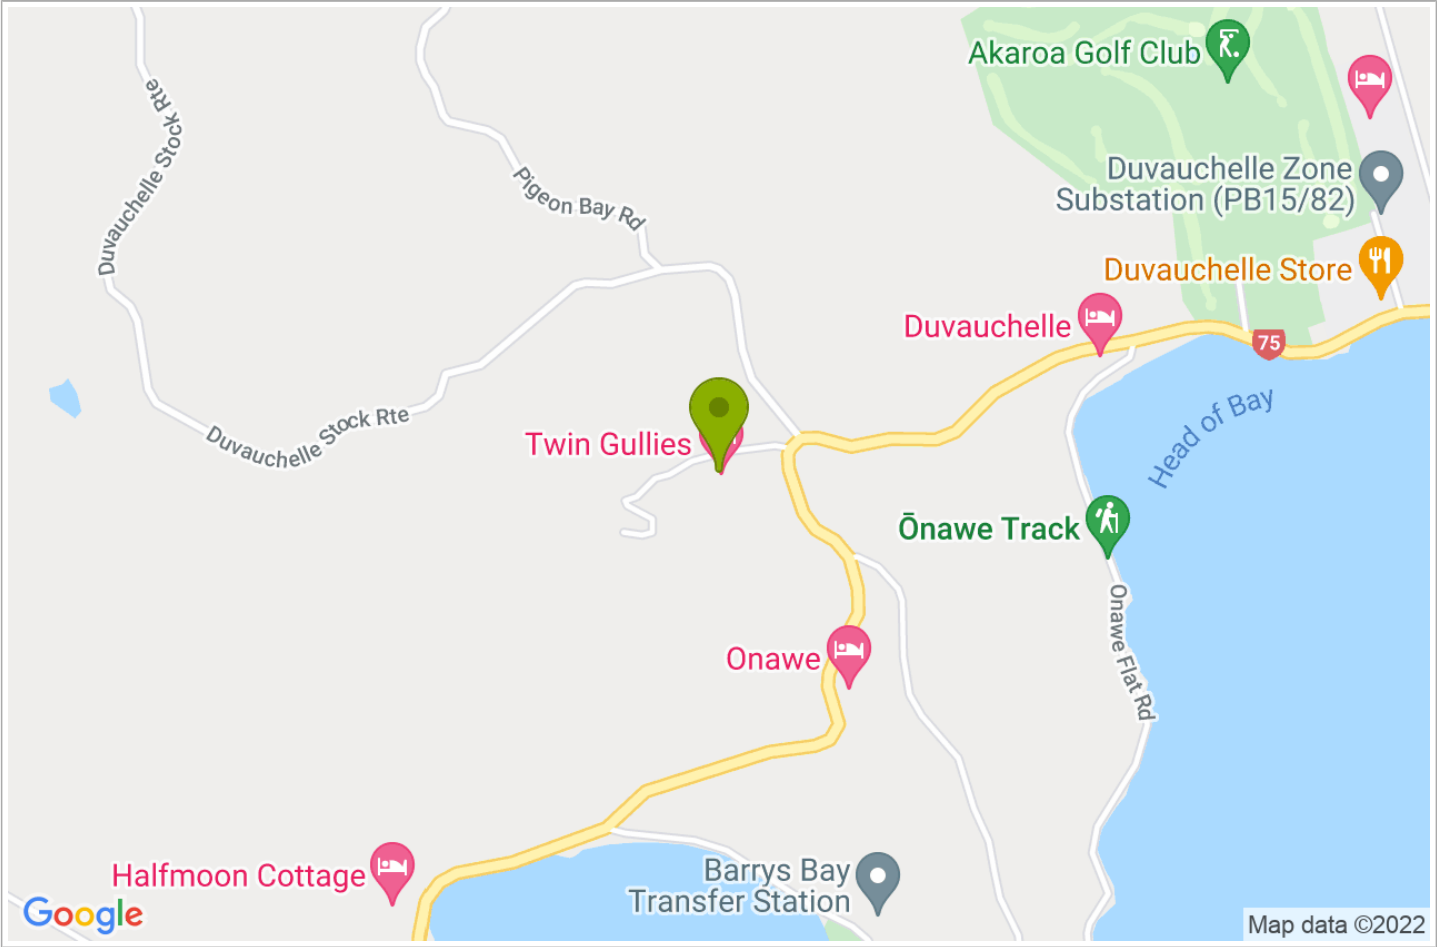 Akaroa Golf Club
Duvauchelle Stock Rte
Pigeon Bay Rd
Duvauchelle Zone
Substation (PB15/82)
Duvauchelle Store
Duvauchelle
75
Head of Bay
Duvauchelle Stock Rte
Twin Gullies
Ōnawe Track
Onawe Flat Rd
Onawe
Halfmoon Cottage
Barrys Bay
Transfer Station
Google
Map data ©2022